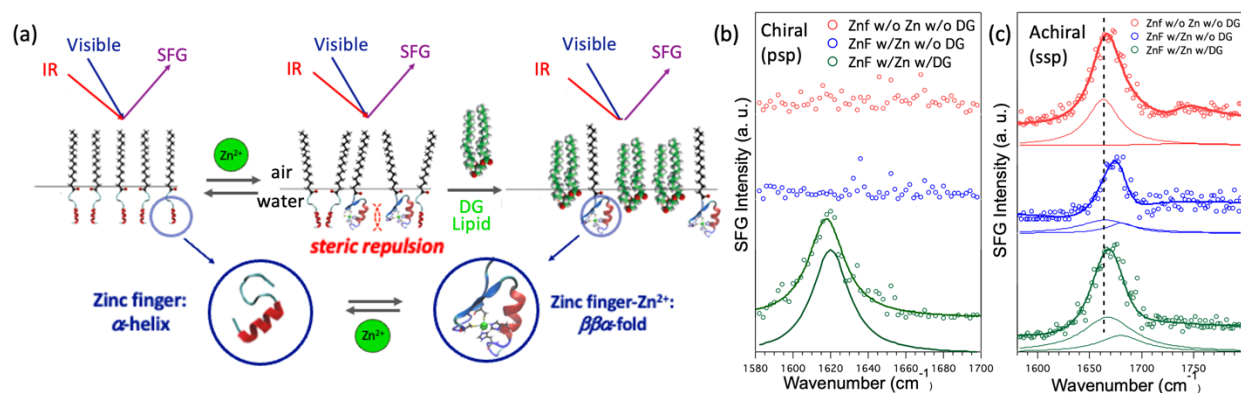 (a)
Visible
SFG
IR
Visible
SFG
IR
Visible
SFG
IR
Zn2+
air
water
steric repulsion
DG
Lipid
Zinc finger:
α-helix
Zn2+
Zinc finger-Zn2+:
ββα-fold
(b)
Chiral
(psp)
Znf w/o Zn w/o DG
ZnF w/Zn w/o DG
ZnF w/Zn w/DG
SFG Intensity (a. u.)
1580 1600 1620 1640 1660 1680 1700
Wavenumber (cm-1)
(c)
Achiral
(ssp)
Znf w/o Zn w/o DG
ZnF w/Zn w/o DG
ZnF w/Zn w/DG
SFG Intensity (a. u.)
1600 1650 1700 1750
Wavenumber (cm-1)